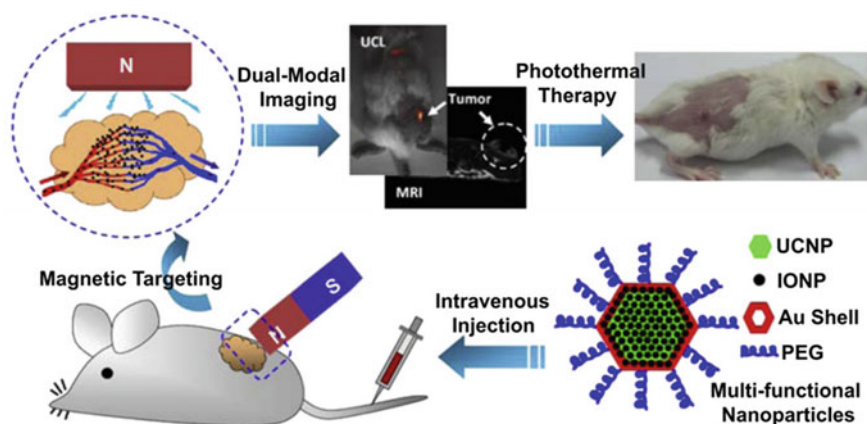 N
Dual-Modal
Imaging
UCL
Tumor
MRI
Photothermal
Therapy
Magnetic Targeting
N
S
Intravenous
Injection
UCNP
IONP
Au Shell
PEG
Multi-functional
Nanoparticles